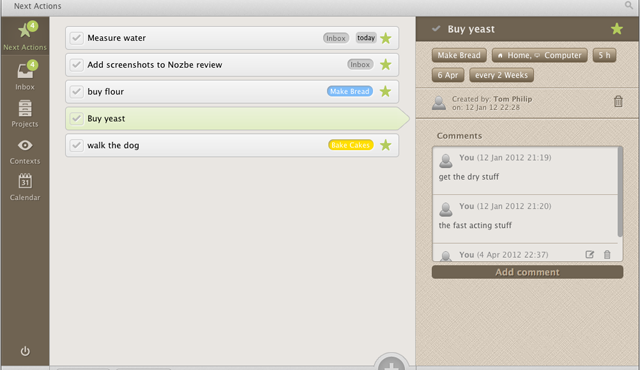 Next Actions
4
Next Actions
4
Inbox
Projects
Contexts
31
Calendar
Measure water Inbox today
Add screenshots to Nozbe review Inbox
buy flour Make Bread
Buy yeast
walk the dog Bake Cakes
Buy yeast
Make Bread Home, Computer 5 h
6 Apr every 2 Weeks
Created by: Tom Philip
on: 12 Jan 12 22:28
Comments
You (12 Jan 2012 21:19)
get the dry stuff
You (12 Jan 2012 21:20)
the fast acting stuff
You (4 Apr 2012 22:37)
Add comment